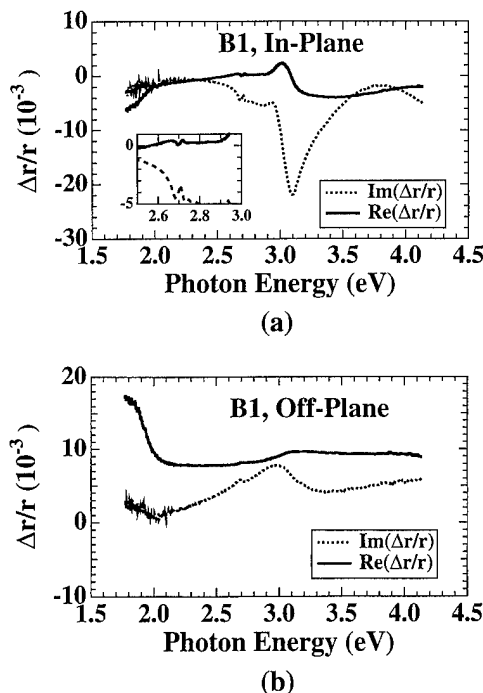 B1, In-Plane
Δr/r (10⁻³)
10
0
-10
-20
-30
0
-5
2.6 2.8 3.0
Im(Δr/r)
Re(Δr/r)
1.5 2.0 2.5 3.0 3.5 4.0 4.5
Photon Energy (eV)
(a)
B1, Off-Plane
Δr/r (10⁻³)
20
10
0
-10
Im(Δr/r)
Re(Δr/r)
1.5 2.0 2.5 3.0 3.5 4.0 4.5
Photon Energy (eV)
(b)